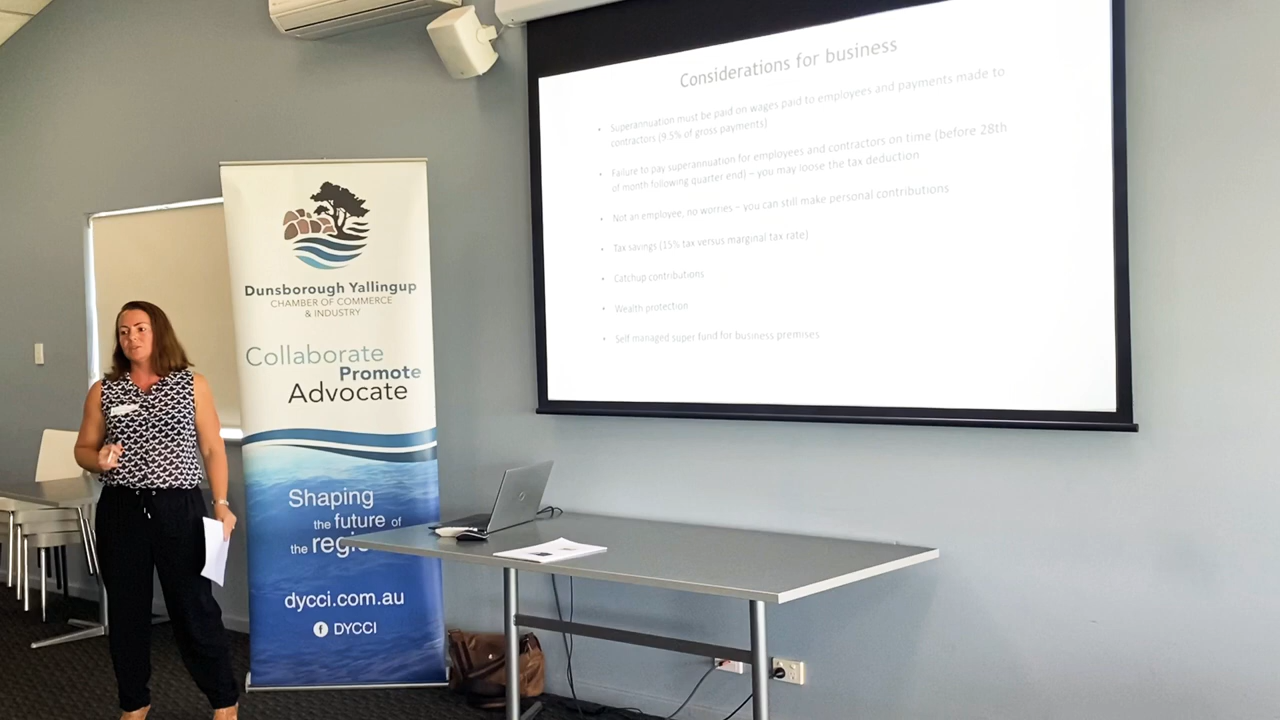 Considerations for business
• Superannuation must be paid on wages paid to employees and payments made to
contractors (9.5% of gross payments)
• Failure to pay superannuation for employees and contractors on time (before 28th
of month following quarter end) – you may loose the tax deduction
• Not an employee, no worries – you can still make personal contributions
• Tax savings (15% tax versus marginal tax rate)
• Catchup contributions
• Wealth protection
• Self managed super fund for business premises
Dunsborough Yallingup
CHAMBER OF COMMERCE
& INDUSTRY
Collaborate
Promote
Advocate
Shaping
the future of
the
dycci.com.au
f DYCCI